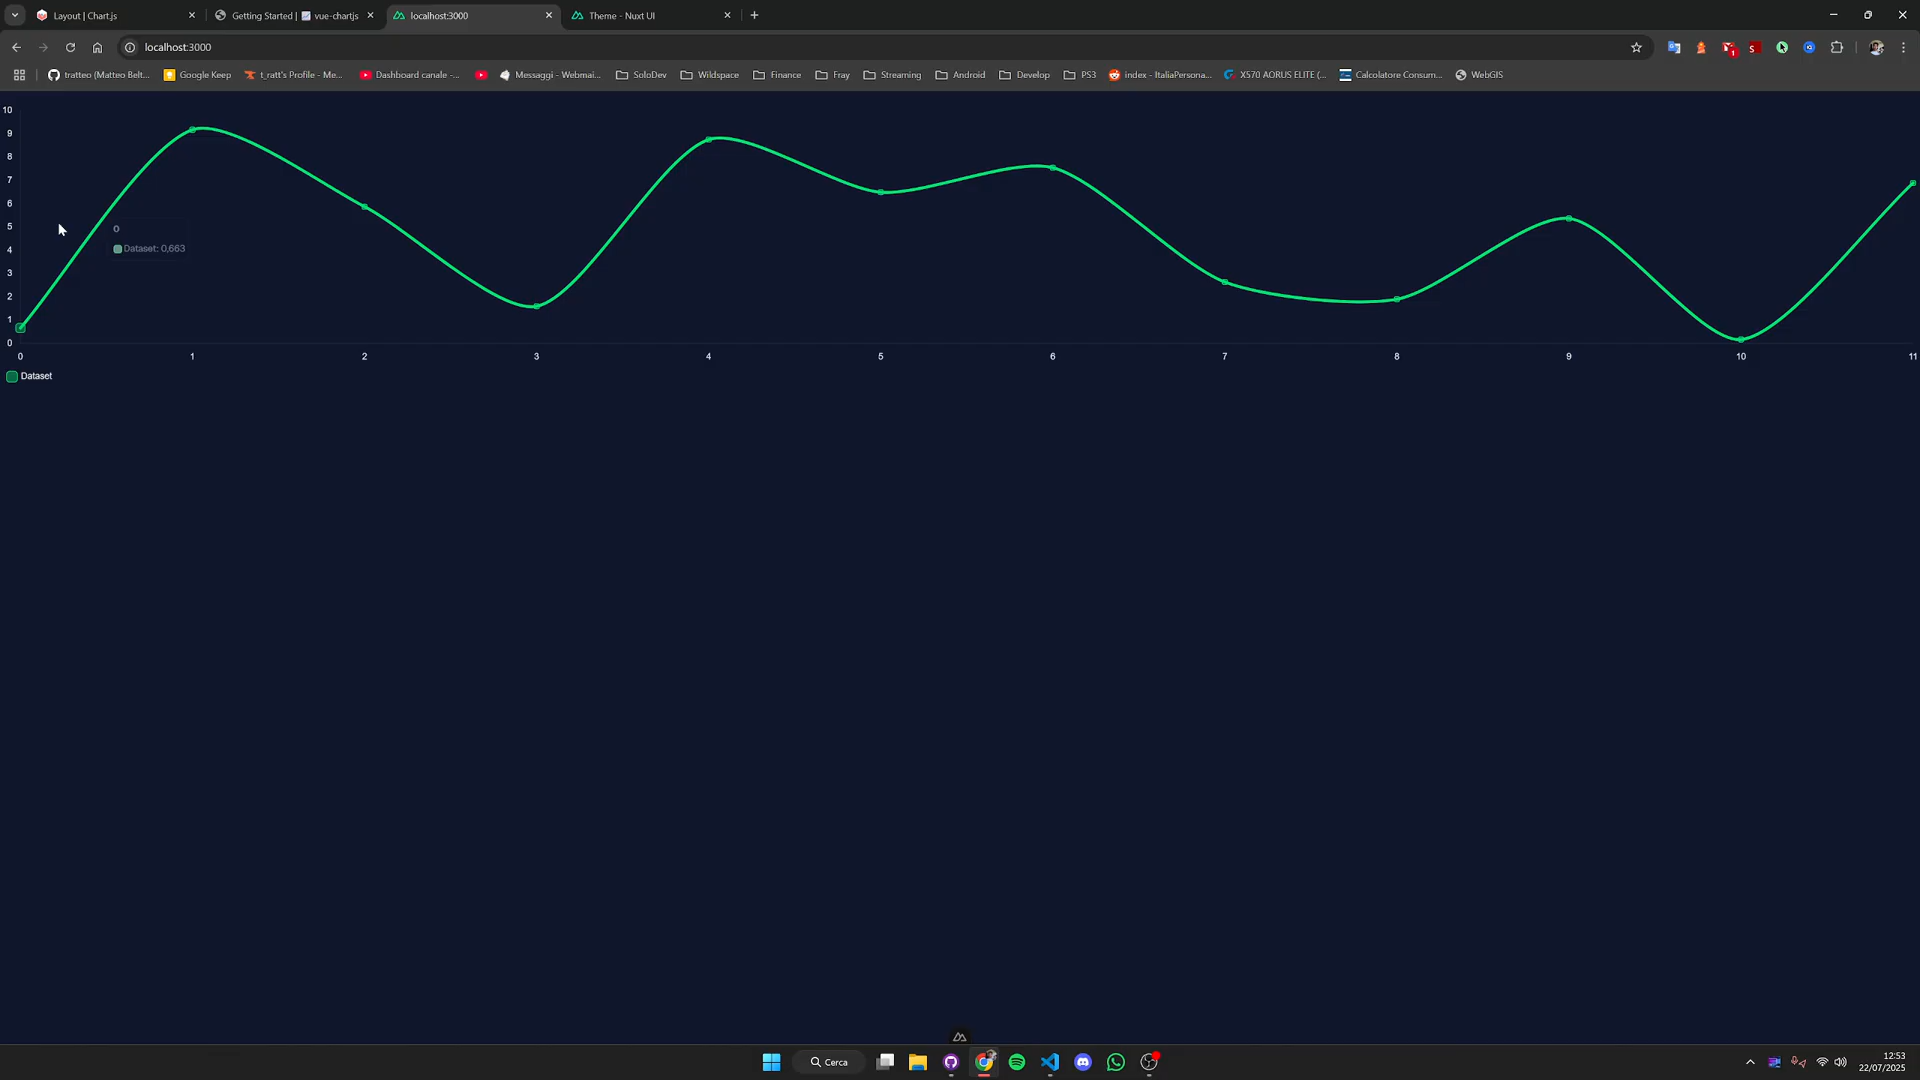 Layout | Chart.js
Getting Started | vue-chartjs
localhost:3000
Theme - Nuxt UI
localhost:3000
tratteo (Matteo Belt...
Google Keep
t_ratt's Profile - Me...
Dashboard canale -...
Messaggi - Webmai...
SoloDev
Wildspace
Finance
Fray
Streaming
Android
Develop
PS3
index - ItaliaPersona...
X570 AORUS ELITE (...
Calcolatore Consum...
WebGIS
10
9
8
7
6
5
4
3
2
1
0
0
Dataset: 0,663
0 1 2 3 4 5 6 7 8 9 10 11
Dataset
Cerca
12:53
22/07/2025